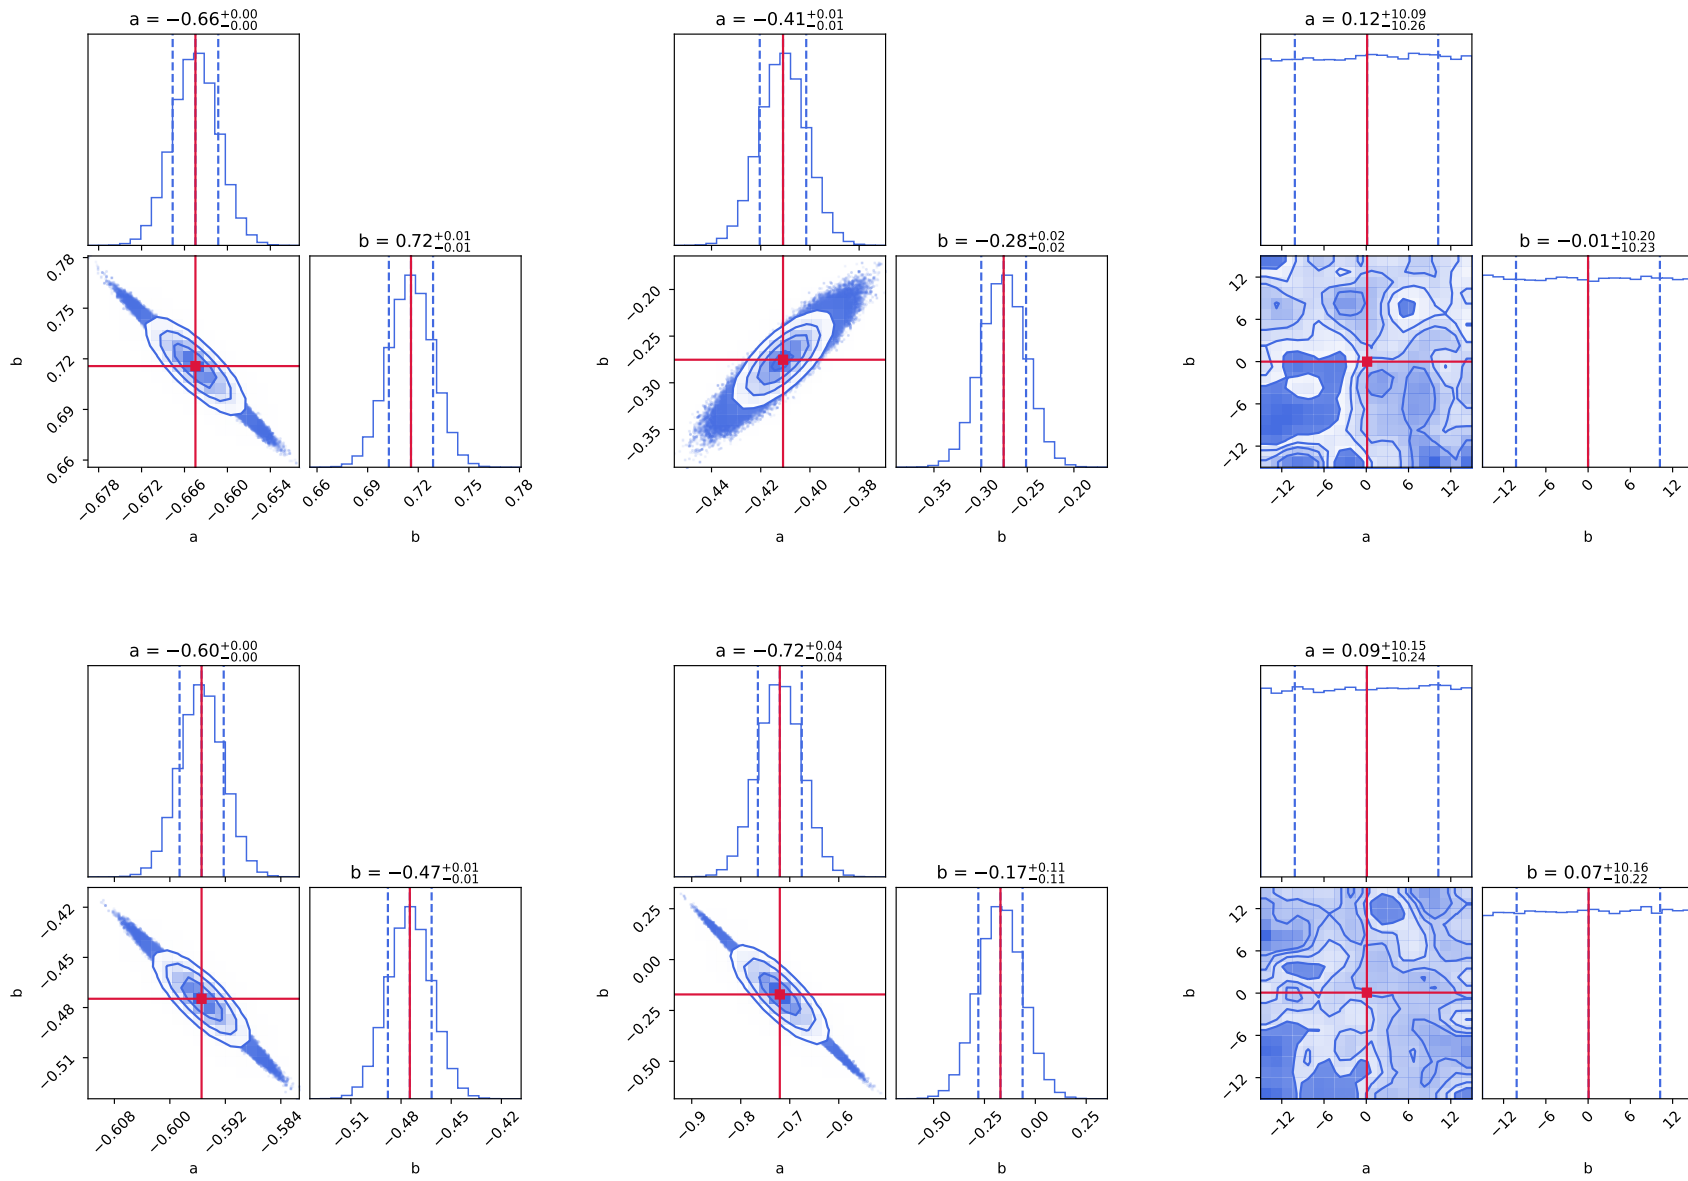 a = −0.66+0.00−0.00
a = −0.41+0.01−0.01
a = 0.12+10.09−10.26
b = 0.72+0.01−0.01
b = −0.28+0.02−0.02
b = −0.01+10.20−10.23
0.78
0.75
0.72
0.69
0.66
b
−0.678
−0.672
−0.666
−0.660
−0.654
a
0.66
0.69
0.72
0.75
0.78
b
−0.20
−0.25
−0.30
−0.35
b
−0.44
−0.42
−0.40
−0.38
a
−0.35
−0.30
−0.25
−0.20
b
12
6
0
−6
−12
b
−12
−6
0
6
12
a
−12
−6
0
6
12
b
a = −0.60+0.00−0.00
a = −0.72+0.04−0.04
a = 0.09+10.15−10.24
b = −0.47+0.01−0.01
b = −0.17+0.11−0.11
b = 0.07+10.16−10.22
−0.42
−0.45
−0.48
−0.51
b
−0.608
−0.600
−0.592
−0.584
a
−0.51
−0.48
−0.45
−0.42
b
0.25
0.00
−0.25
−0.50
b
−0.9
−0.8
−0.7
−0.6
a
−0.50
−0.25
0.00
0.25
b
12
6
0
−6
−12
b
−12
−6
0
6
12
a
−12
−6
0
6
12
b